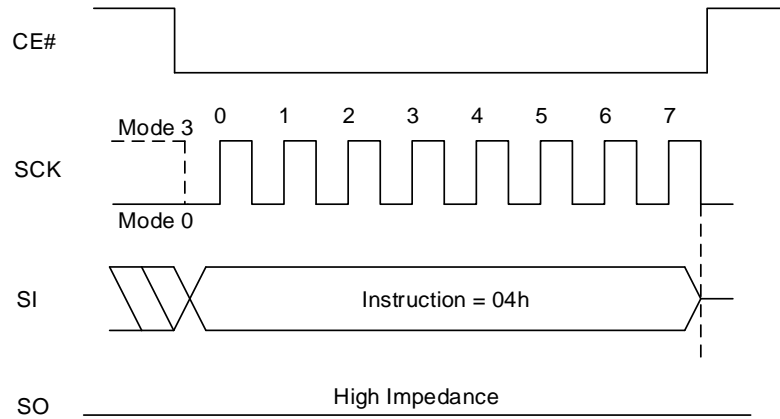 CE#
0 1 2 3 4 5 6 7
Mode 3
SCK
Mode 0
SI
Instruction = 04h
SO
High Impedance